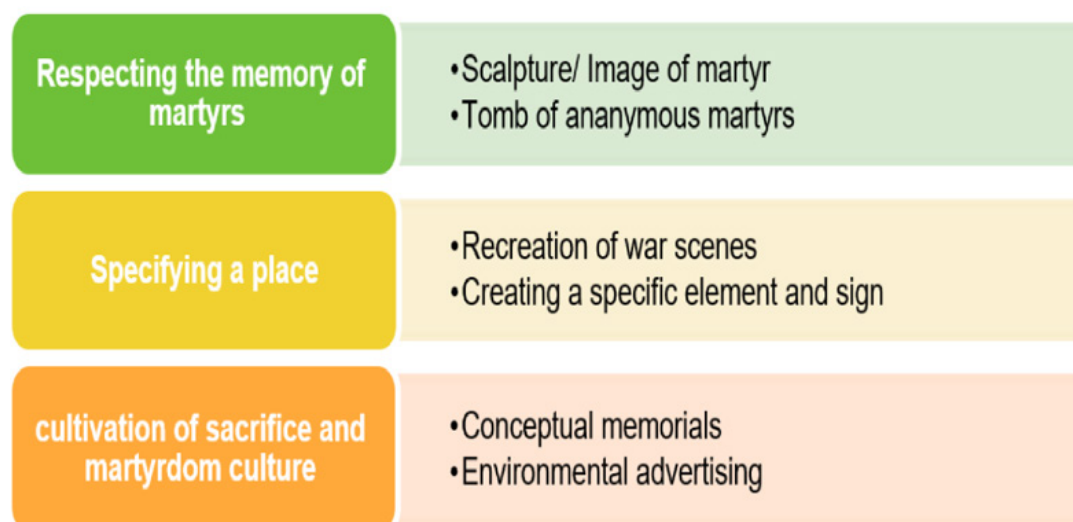 Respecting the memory of
martyrs
•Scalpture/ Image of martyr
•Tomb of ananymous martyrs
Specifying a place
•Recreation of war scenes
•Creating a specific element and sign
cultivation of sacrifice and
martyrdom culture
•Conceptual memorials
•Environmental advertising